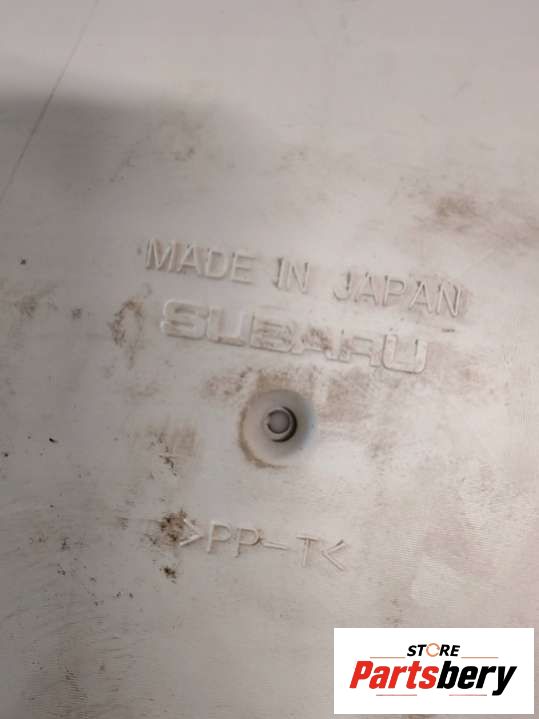 MADE IN JAPAN
SUBARU
>PP-T<
STORE
Partsbery